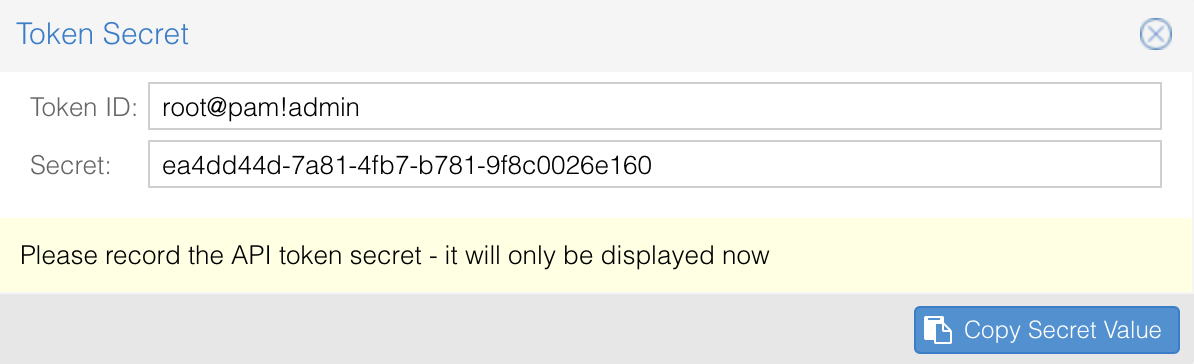 Token Secret
Token ID: root@pam!admin
Secret: ea4dd44d-7a81-4fb7-b781-9f8c0026e160
Please record the API token secret - it will only be displayed now
Copy Secret Value